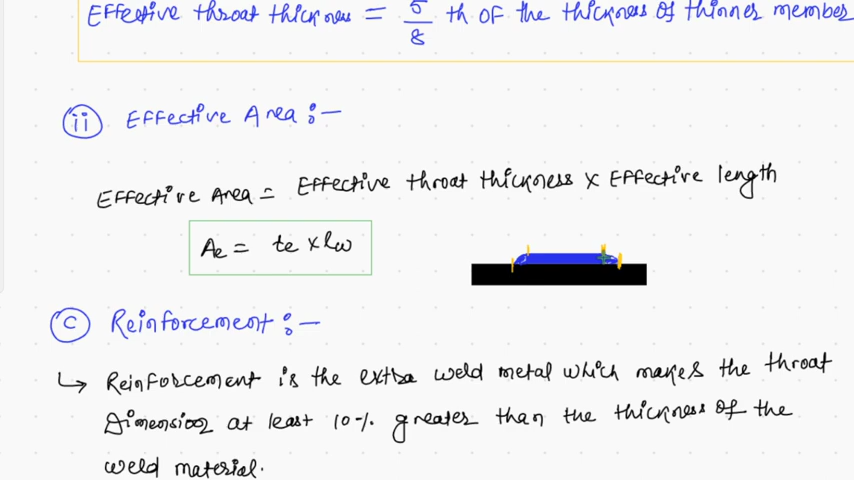 Effective throat thickness = 5/8 th of the thickness of thinner member
(ii) Effective Area :-
Effective Area = Effective throat thickness × Effective length
Ae = te × lw
(C) Reinforcement :-
↳ Reinforcement is the extra weld metal which makes the throat
Dimension at least 10% greater than the thickness of the
weld material.